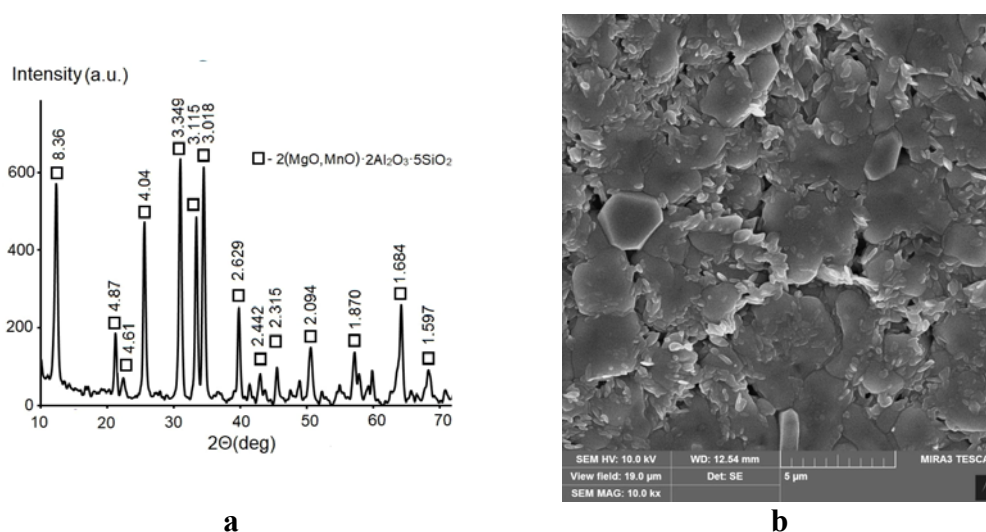 Intensity (a.u.)
600
400
200
0
10 20 30 40 50 60 70
2Θ(deg)
8.36
4.87
4.61
4.04
3.349
3.115
3.018
2.629
2.442
2.315
2.094
1.870
1.684
1.597
- 2(MgO,MnO)·2Al₂O₃·5SiO₂
SEM HV: 10.0 kV WD: 12.54 mm MIRA3 TESCA
View field: 19.0 µm Det: SE 5 µm
SEM MAG: 10.0 kx
a b